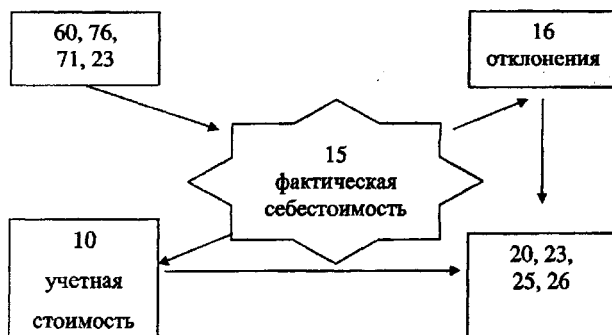 60, 76,
71, 23
16
отклонения
15
фактическая
себестоимость
10
учетная
стоимость
20, 23,
25, 26